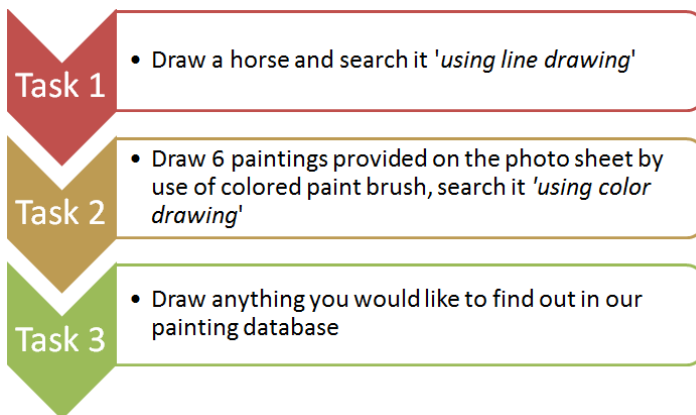 Task 1
• Draw a horse and search it 'using line drawing'
Task 2
• Draw 6 paintings provided on the photo sheet by
use of colored paint brush, search it 'using color
drawing'
Task 3
• Draw anything you would like to find out in our
painting database